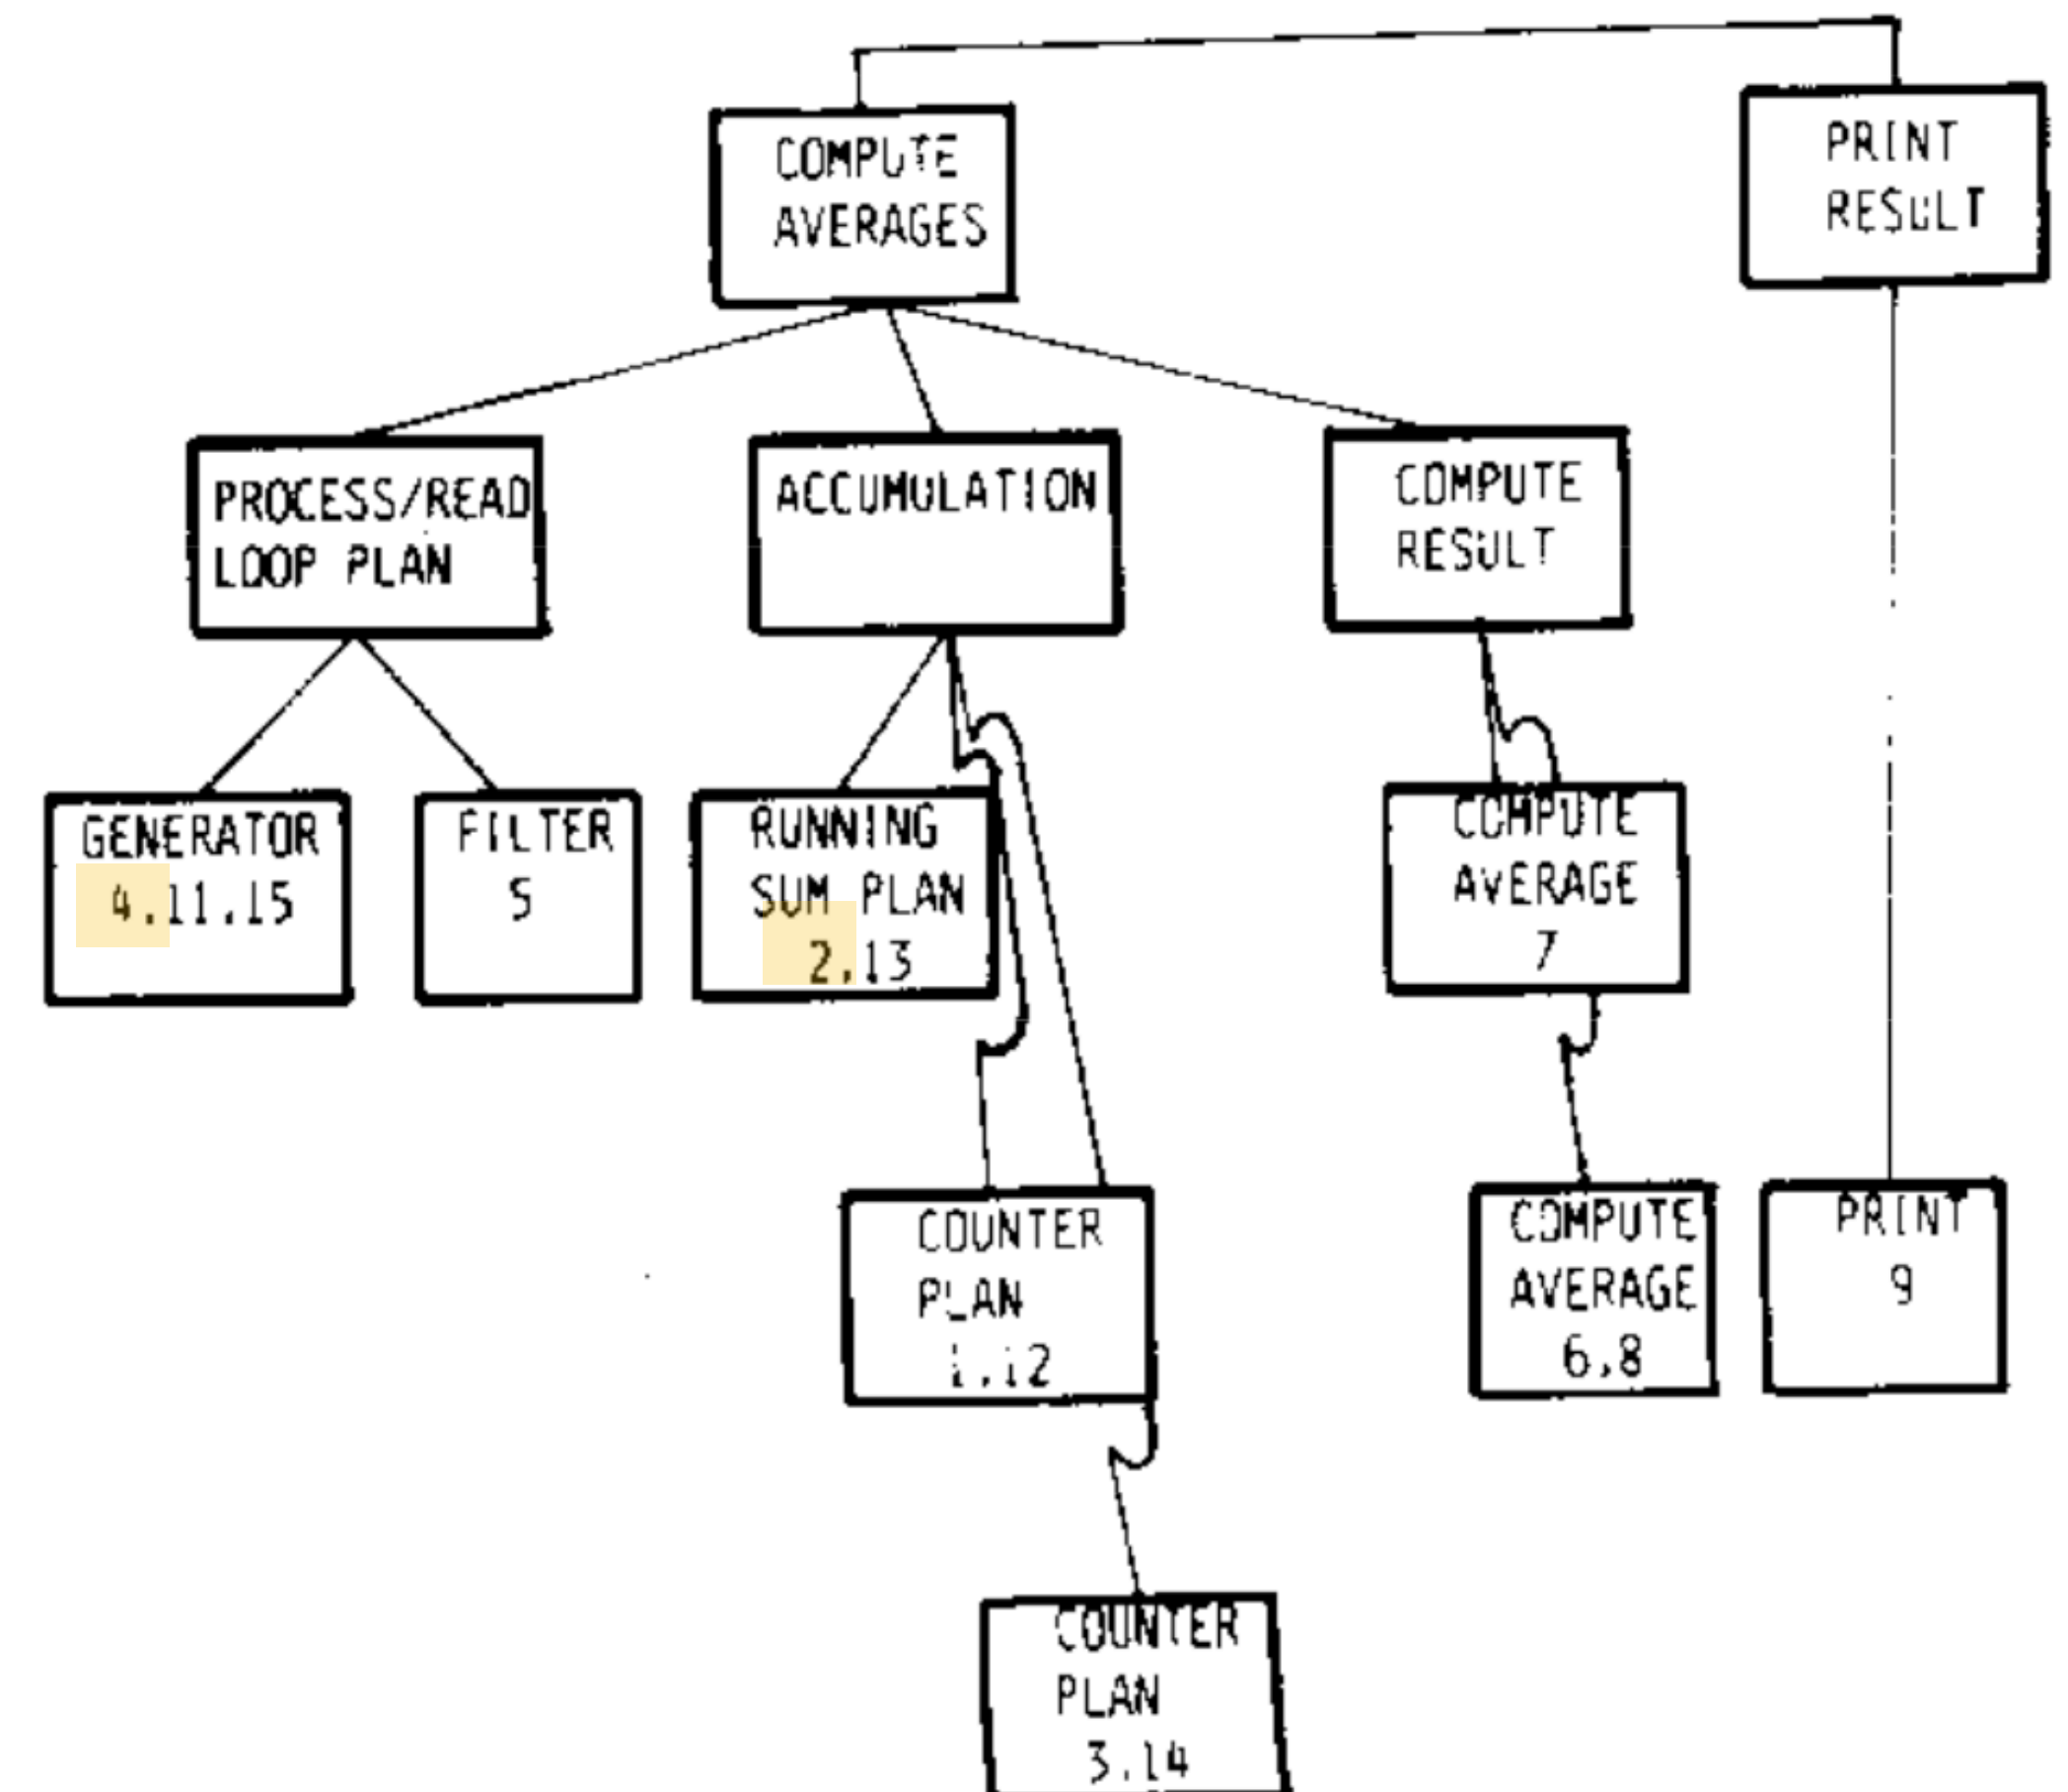 COMPUTE
AVERAGES
PRINT
RESULT
PROCESS/READ
LOOP PLAN
ACCUMULATION
COMPUTE
RESULT
GENERATOR
4.11.15
FILTER
5
RUNNING
SUM PLAN
2,13
COMPUTE
AVERAGE
7
COUNTER
PLAN
1.12
COMPUTE
AVERAGE
6,8
PRINT
9
COUNTER
PLAN
3.14